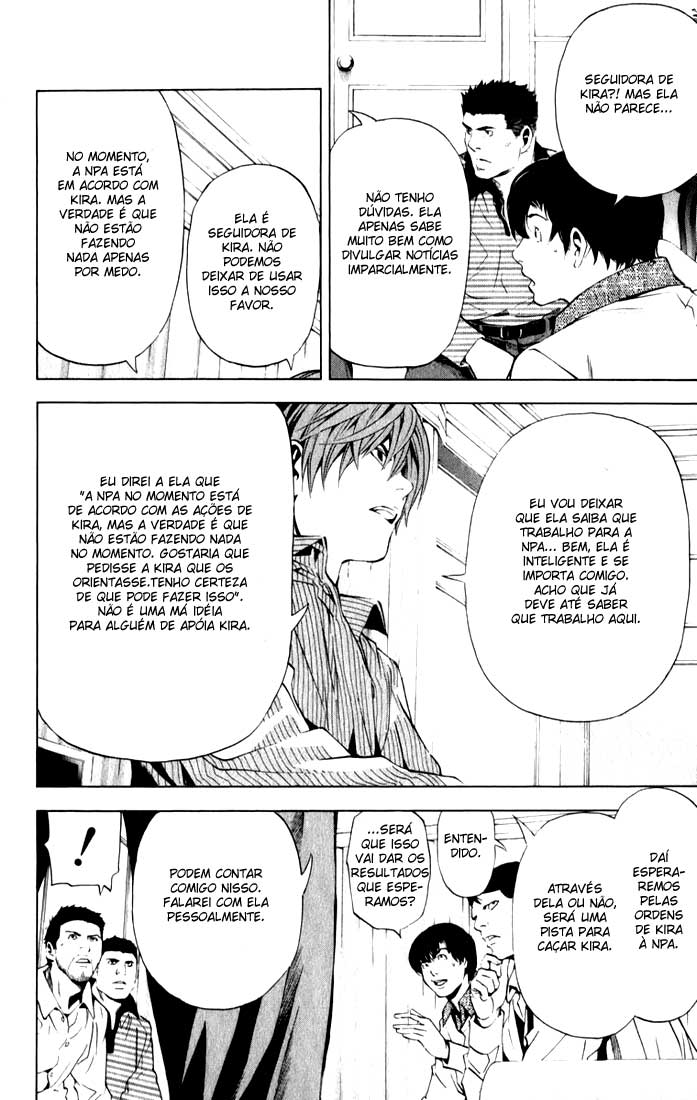 SEGUIDORA DE
KIRA?! MAS ELA
NÃO PARECE...
NÃO TENHO
DÚVIDAS. ELA
APENAS SABE
MUITO BEM COMO
DIVULGAR NOTÍCIAS
IMPARCIALMENTE.
ELA É
SEGUIDORA DE
KIRA. NÃO
PODEMOS
DEIXAR DE USAR
ISSO A NOSSO
FAVOR.
NO MOMENTO,
A NPA ESTÁ
EM ACORDO COM
KIRA. MAS A
VERDADE É QUE
NÃO ESTÃO
FAZENDO
NADA APENAS
POR MEDO.
EU VOU DEIXAR
QUE ELA SAIBA QUE
TRABALHO PARA A
NPA... BEM, ELA É
INTELIGENTE E SE
IMPORTA COMIGO.
ACHO QUE JÁ
DEVE ATÉ SABER
QUE TRABALHO AQUI.
EU DIREI A ELA QUE
"A NPA NO MOMENTO ESTÁ
DE ACORDO COM AS AÇÕES DE
KIRA, MAS A VERDADE É QUE
NÃO ESTÃO FAZENDO NADA
NO MOMENTO. GOSTARIA QUE
PEDISSE A KIRA QUE OS
ORIENTASSE.TENHO CERTEZA
DE QUE PODE FAZER ISSO".
NÃO É UMA MÁ IDÉIA
PARA ALGUÉM DE APÓIA KIRA.
DAÍ
ESPERA-
REMOS
PELAS
ORDENS
DE KIRA
À NPA.
ATRAVÉS
DELA OU NÃO,
SERÁ UMA
PISTA PARA
CAÇAR KIRA.
ENTEN-
DIDO.
...SERÁ
QUE ISSO
VAI DAR OS
RESULTADOS
QUE ESPE-
RAMOS?
PODEM CONTAR
COMIGO NISSO.
FALAREI COM ELA
PESSOALMENTE.
!